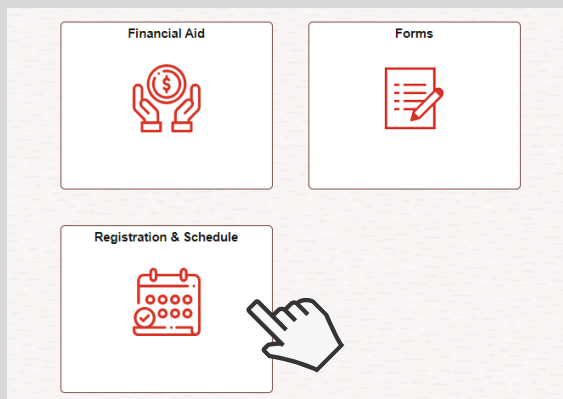 Financial Aid
Forms
$
Registration & Schedule